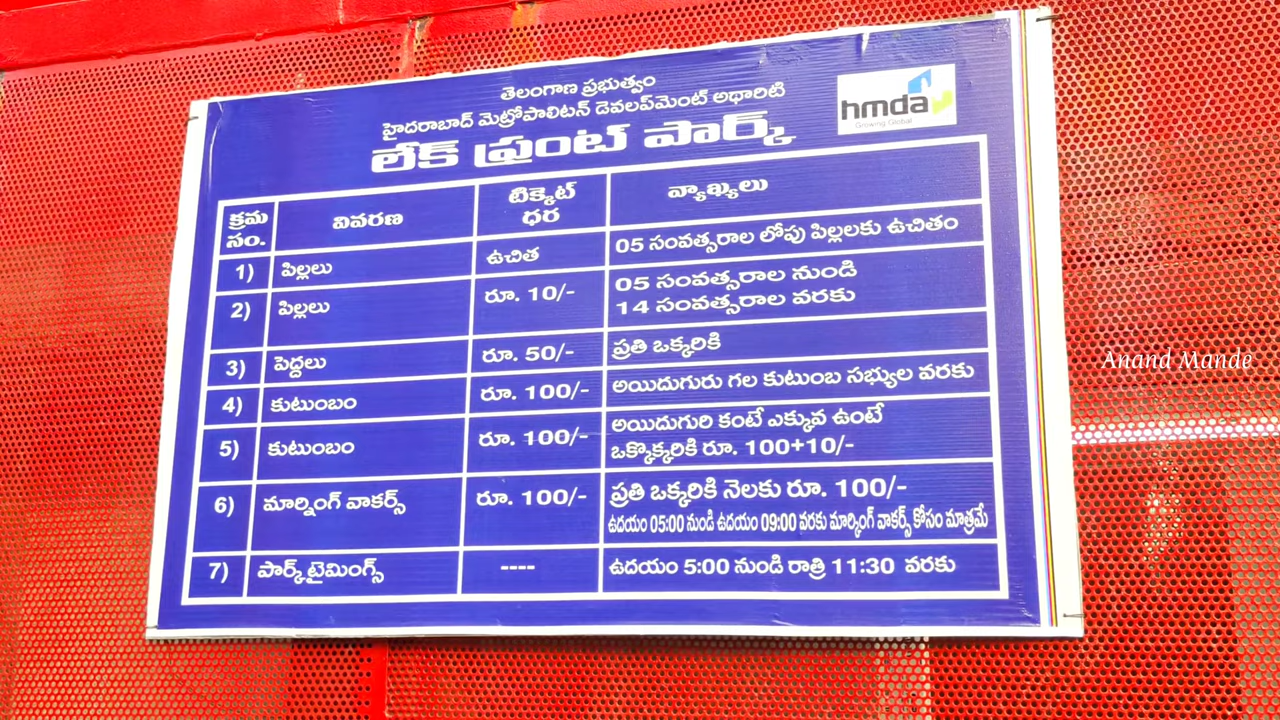 తెలంగాణ ప్రభుత్వం
హైదరాబాద్ మెట్రోపాలిటన్ డెవలప్‌మెంట్ అథారిటి
లేక్ ఫ్రంట్ పార్క్
hmda
Growing Global
క్రమ నం. వివరణ టిక్కెట్ ధర వ్యాఖ్యలు
1) పిల్లలు ఉచిత 05 సంవత్సరాల లోపు పిల్లలకు ఉచితం
2) పిల్లలు రూ. 10/- 05 సంవత్సరాల నుండి
14 సంవత్సరాల వరకు
3) పెద్దలు రూ. 50/- ప్రతి ఒక్కరికి
4) కుటుంబం రూ. 100/- అయిదుగురు గల కుటుంబ సభ్యుల వరకు
5) కుటుంబం రూ. 100/- అయిదుగురి కంటే ఎక్కువ ఉంటే
ఒక్కొక్కరికి రూ. 100+10/-
6) మార్నింగ్ వాకర్స్ రూ. 100/- ప్రతి ఒక్కరికి నెలకు రూ. 100/-
ఉదయం 05:00 నుండి ఉదయం 09:00 వరకు మార్నింగ్ వాకర్స్ కోసం మాత్రమే
7) పార్క్ టైమింగ్స్ ---- ఉదయం 5:00 నుండి రాత్రి 11:30 వరకు
Anand Mande